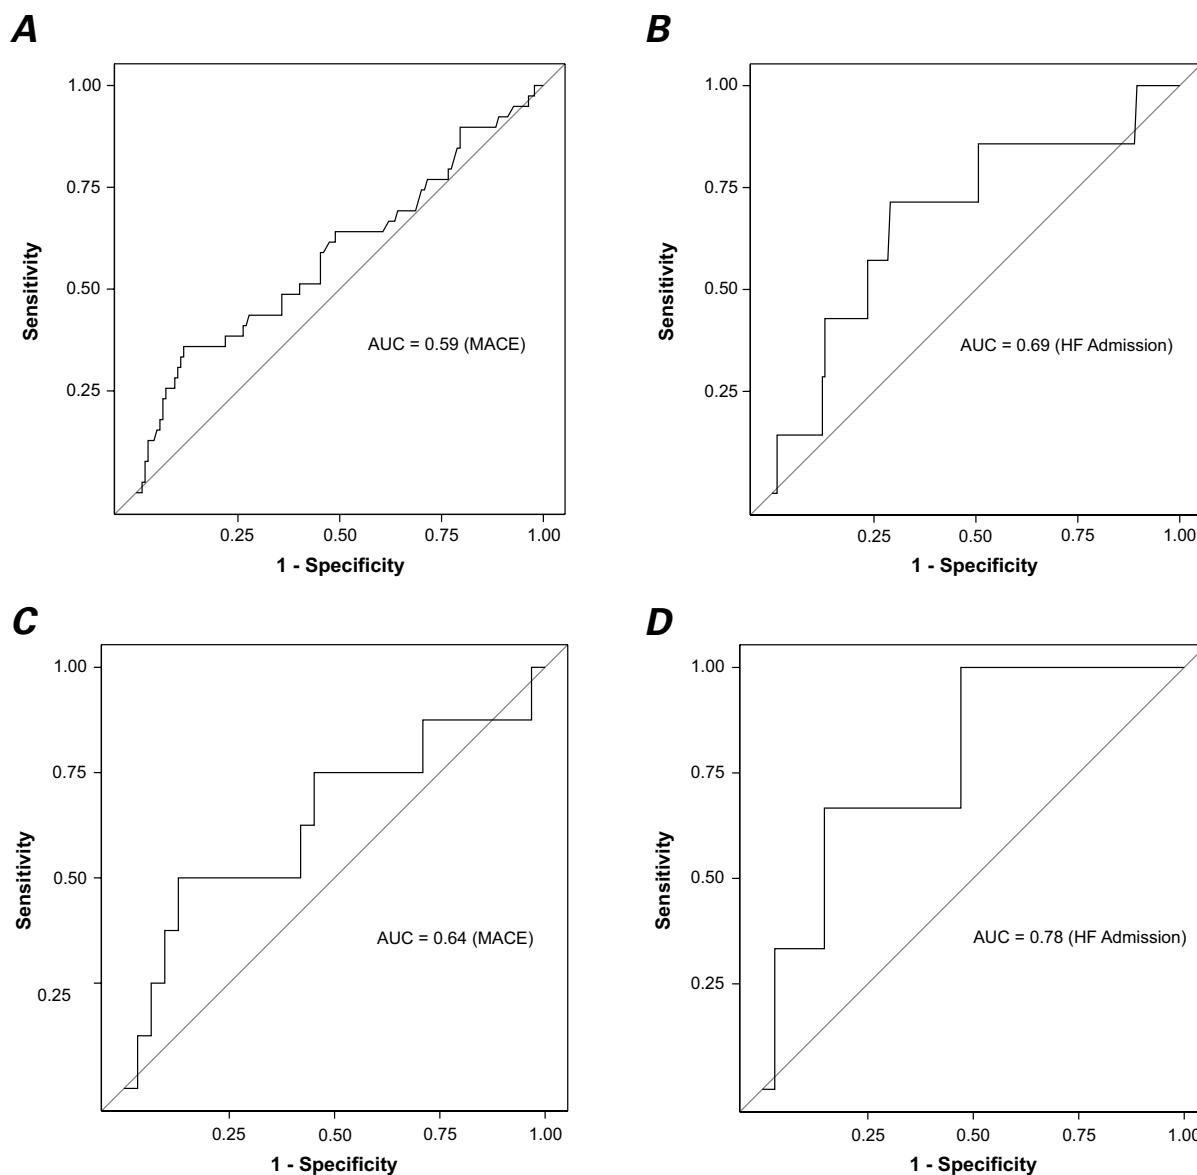 A
1.00
0.75
0.50
0.25
Sensitivity
AUC = 0.59 (MACE)
0.25 0.50 0.75 1.00
1 - Specificity
B
1.00
0.75
0.50
0.25
Sensitivity
AUC = 0.69 (HF Admission)
0.25 0.50 0.75 1.00
1 - Specificity
C
1.00
0.75
0.50
0.25
Sensitivity
AUC = 0.64 (MACE)
0.25 0.50 0.75 1.00
1 - Specificity
D
1.00
0.75
0.50
0.25
Sensitivity
AUC = 0.78 (HF Admission)
0.25 0.50 0.75 1.00
1 - Specificity